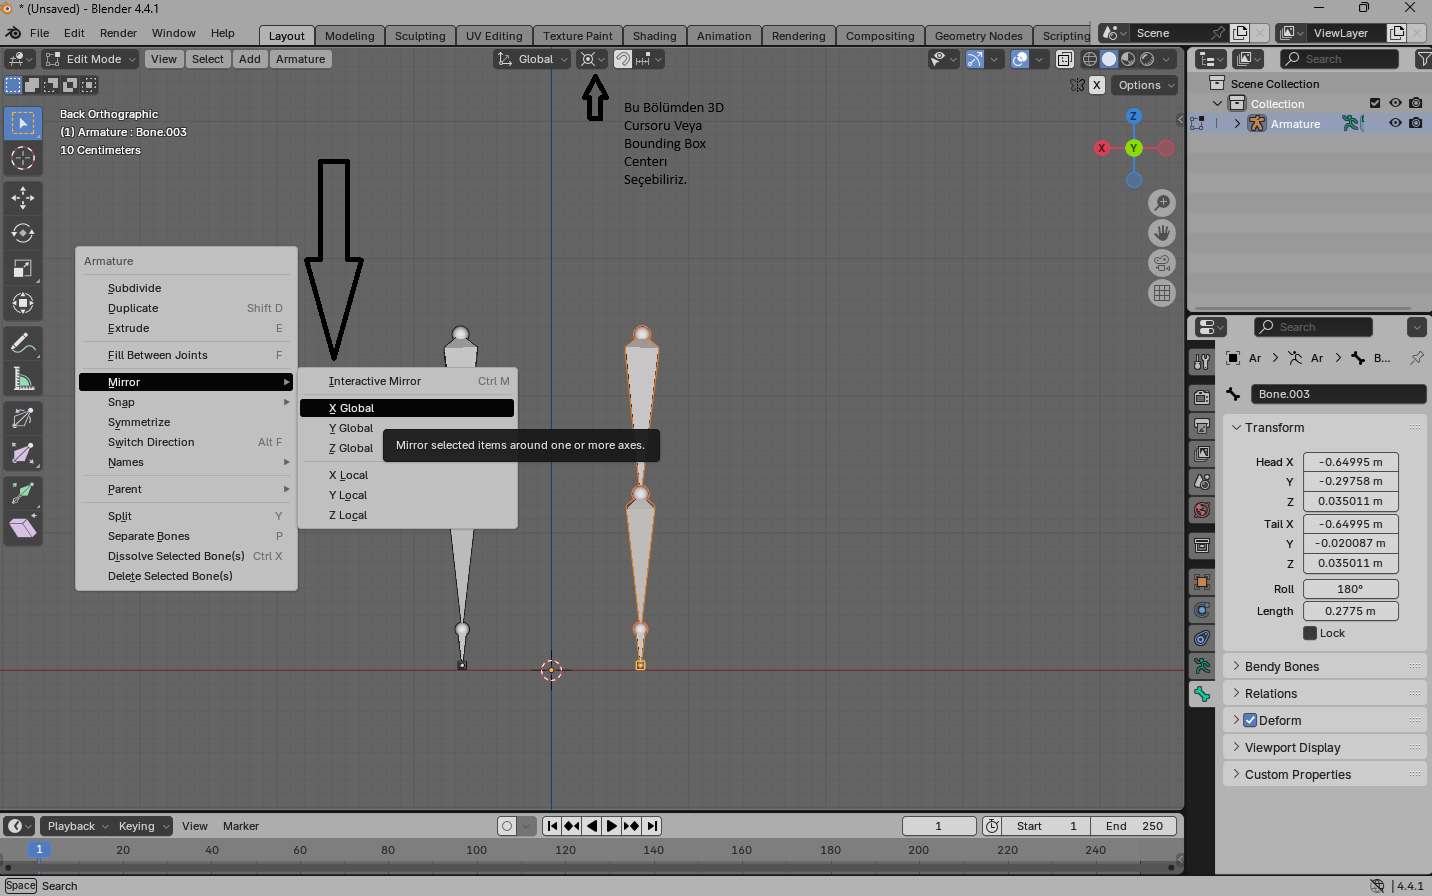 * (Unsaved) - Blender 4.4.1
File Edit Render Window Help
Layout Modeling Sculpting UV Editing Texture Paint Shading Animation Rendering Compositing Geometry Nodes Scripting
Scene
ViewLayer
Edit Mode View Select Add Armature
Global
Search
X Options
Scene Collection
Collection
Armature
Back Orthographic
(1) Armature : Bone.003
10 Centimeters
Bu Bölümden 3D
Cursoru Veya
Bounding Box
Centerı
Seçebiliriz.
Z
X
Y
Armature
Subdivide
Duplicate Shift D
Extrude E
Fill Between Joints F
Mirror
Snap
Symmetrize
Switch Direction Alt F
Names
Parent
Split Y
Separate Bones P
Dissolve Selected Bone(s) Ctrl X
Delete Selected Bone(s)
Interactive Mirror Ctrl M
X Global
Y Global
Z Global
X Local
Y Local
Z Local
Mirror selected items around one or more axes.
Search
Ar Ar B...
Bone.003
Transform
Head X -0.64995 m
Y -0.29758 m
Z 0.035011 m
Tail X -0.64995 m
Y -0.020087 m
Z 0.035011 m
Roll 180°
Length 0.2775 m
Lock
Bendy Bones
Relations
Deform
Viewport Display
Custom Properties
Playback Keying View Marker
1
Start 1
End 250
1 20 40 60 80 100 120 140 160 180 200 220 240
Space Search
4.4.1